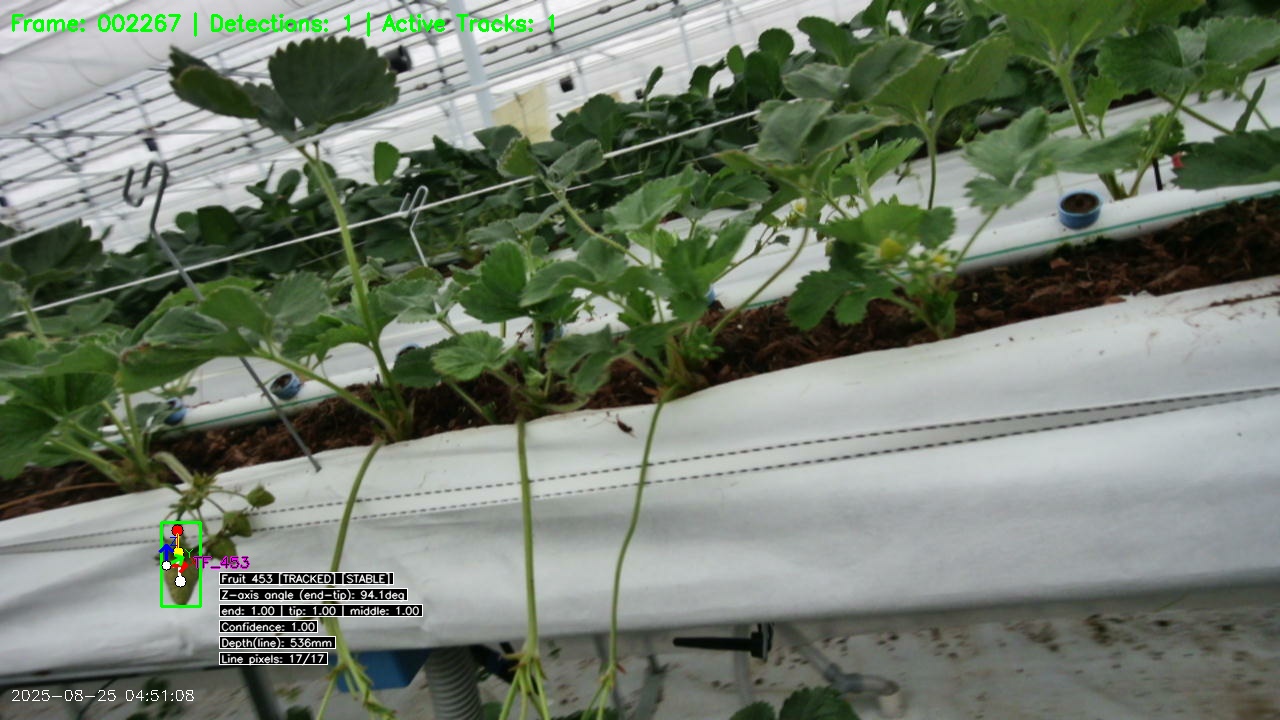 Frame: 002267 | Detections: 1 | Active Tracks: 1
TF_453
Fruit 453 [TRACKED] [STABLE]
Z-axis angle (end-tip): 94.1deg
end: 1.00 | tip: 1.00 | middle: 1.00
Confidence: 1.00
Depth(line): 536mm
Line pixels: 17/17
2025-08-25 04:51:08